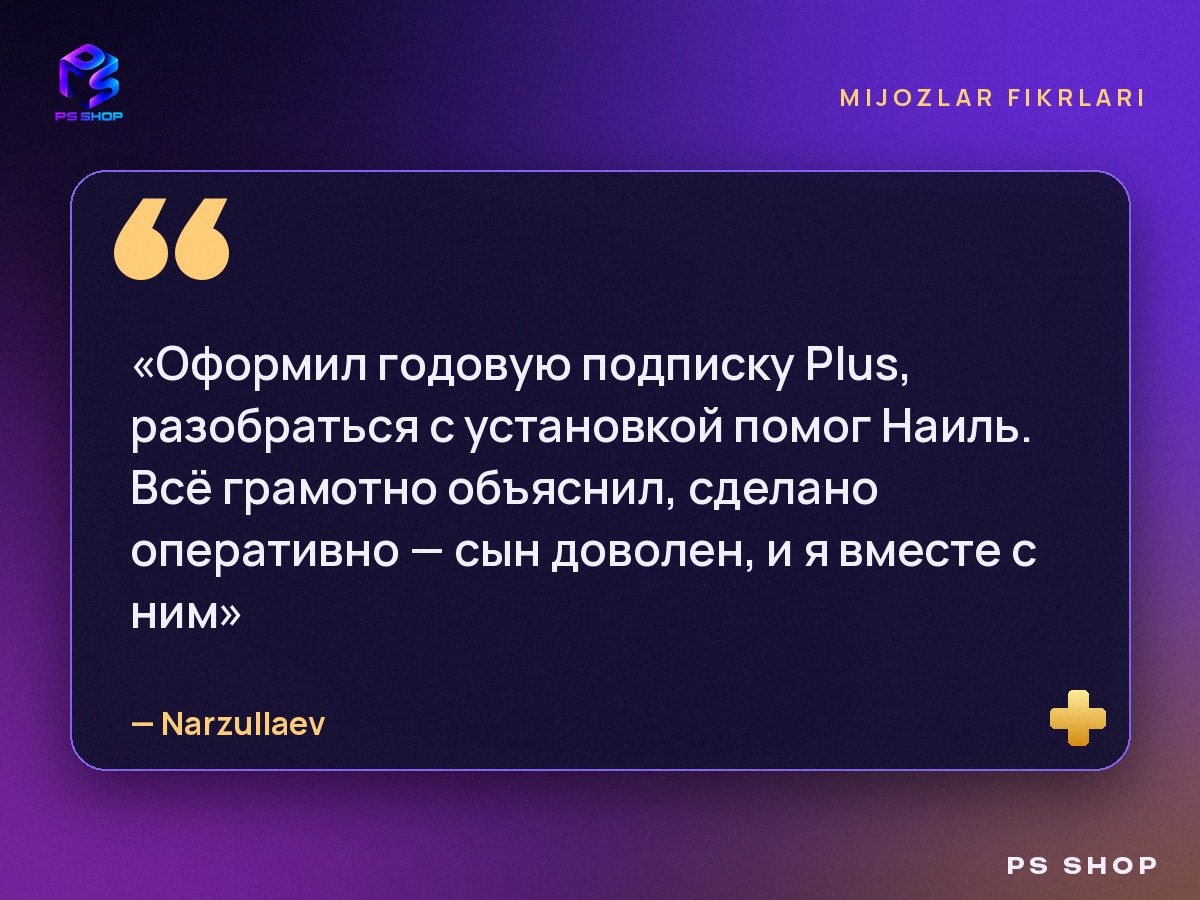 PS SHOP
MIJOZLAR FIKRLARI
“
«Оформил годовую подписку Plus,
разобраться с установкой помог Наиль.
Всё грамотно объяснил, сделано
оперативно — сын доволен, и я вместе с
ним»
— Narzullaev
PS SHOP